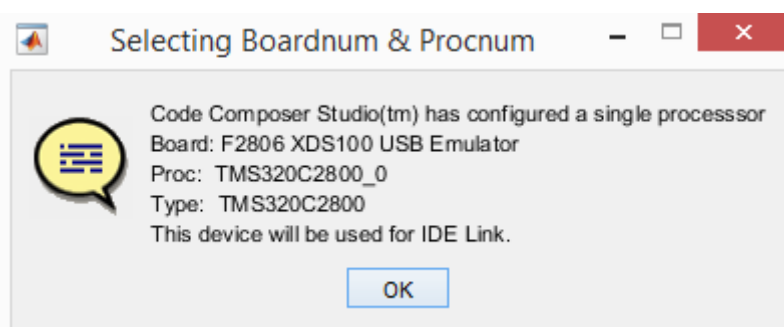 Selecting Boardnum & Procnum
Code Composer Studio(tm) has configured a single processsor
Board: F2806 XDS100 USB Emulator
Proc: TMS320C2800_0
Type: TMS320C2800
This device will be used for IDE Link.
OK